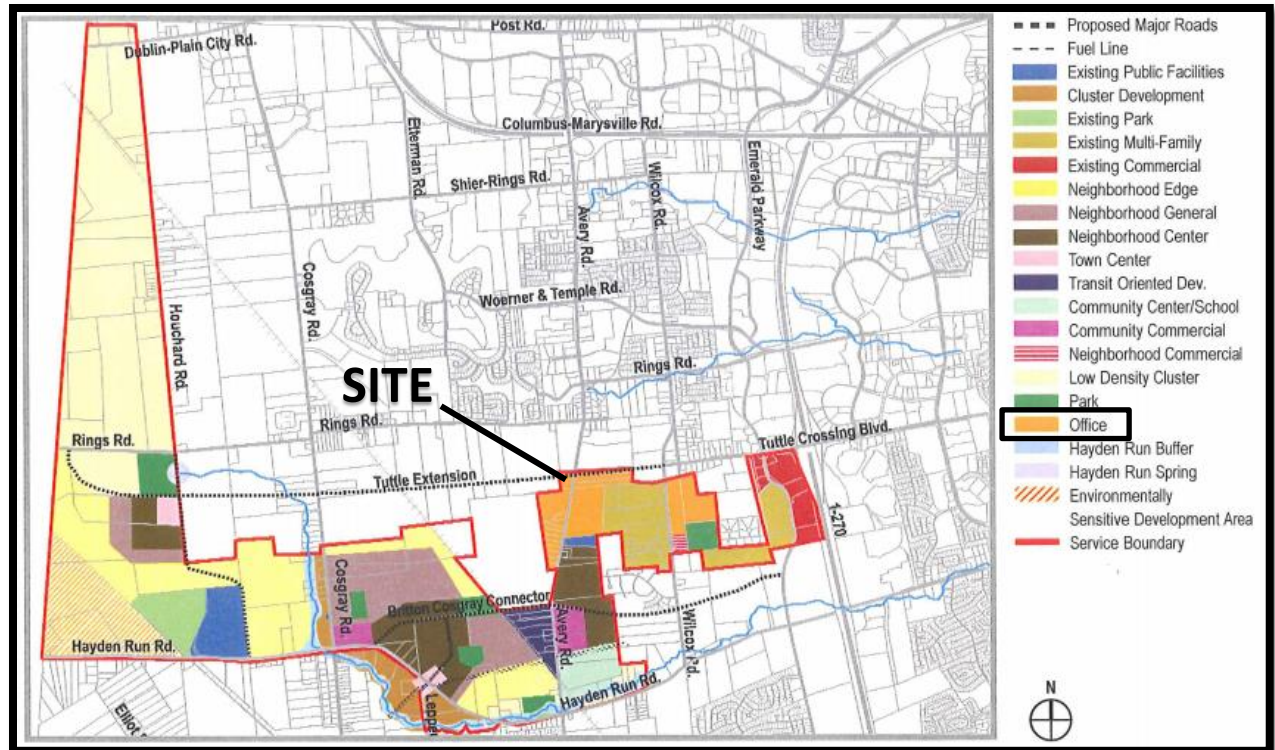 Post Rd.
Dublin-Plain City Rd.
Columbus-Marysville Rd.
Etterman Rd.
Emerald Parkway
Wilcox Rd.
Shier-Rings Rd.
Avery Rd.
Cosgray Rd.
Woerner & Temple Rd.
Houchard Rd.
Rings Rd.
SITE
Rings Rd.
Tuttle Crossing Blvd.
Rings Rd.
Tuttle Extension
1-270
Cosgray Rd.
Britton Cosgray Connector
Avery Rd.
Wilcox Rd.
Hayden Run Rd.
Hayden Run Rd.
Proposed Major Roads
Fuel Line
Existing Public Facilities
Cluster Development
Existing Park
Existing Multi-Family
Existing Commercial
Neighborhood Edge
Neighborhood General
Neighborhood Center
Town Center
Transit Oriented Dev.
Community Center/School
Community Commercial
Neighborhood Commercial
Low Density Cluster
Park
Office
Hayden Run Buffer
Hayden Run Spring
Environmentally
Sensitive Development Area
Service Boundary
N